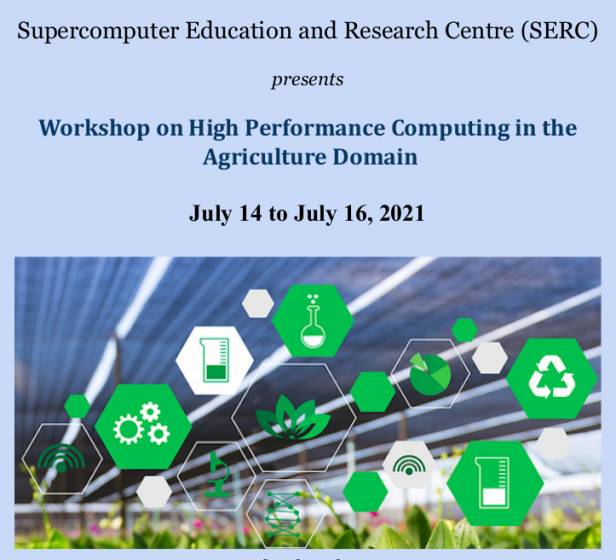 Supercomputer Education and Research Centre (SERC)
presents
Workshop on High Performance Computing in the
Agriculture Domain
July 14 to July 16, 2021